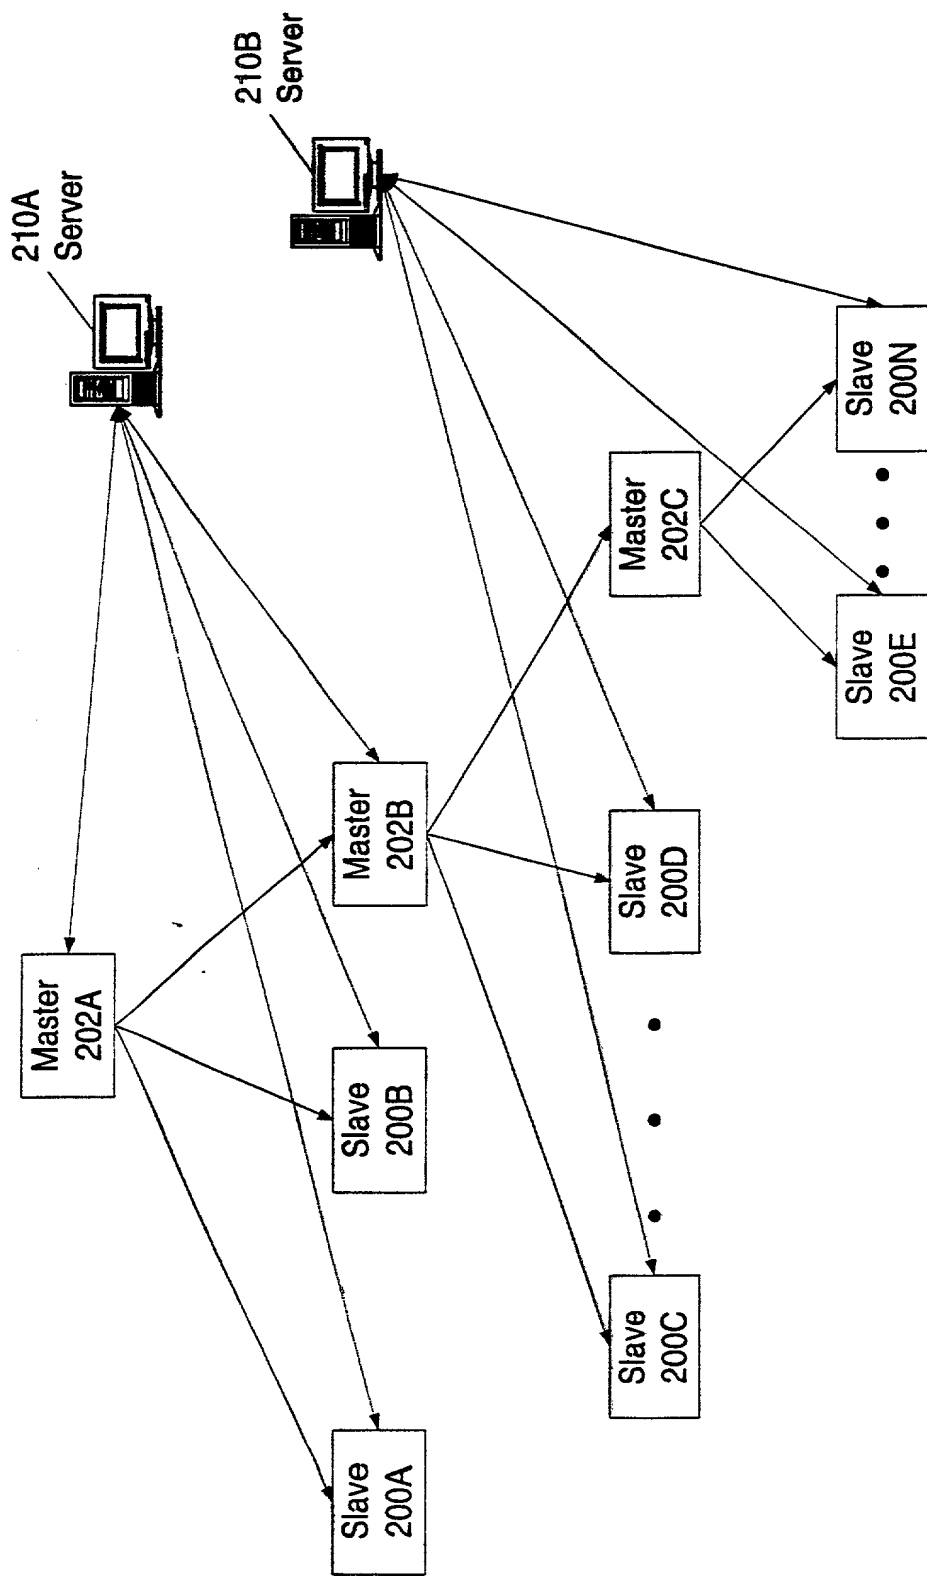 210A
Server
210B
Server
Master
202A
Slave
200A
Slave
200B
Master
202B
Slave
200C
Slave
200D
Master
202C
Slave
200E
Slave
200N